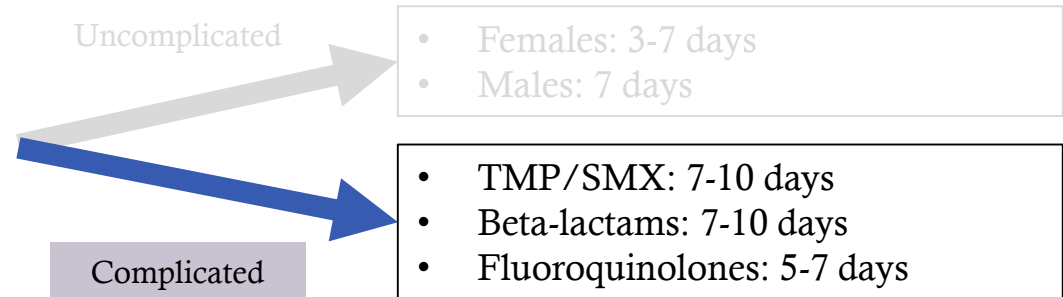 Uncomplicated
• Females: 3-7 days
• Males: 7 days
• TMP/SMX: 7-10 days
• Beta-lactams: 7-10 days
Complicated
• Fluoroquinolones: 5-7 days